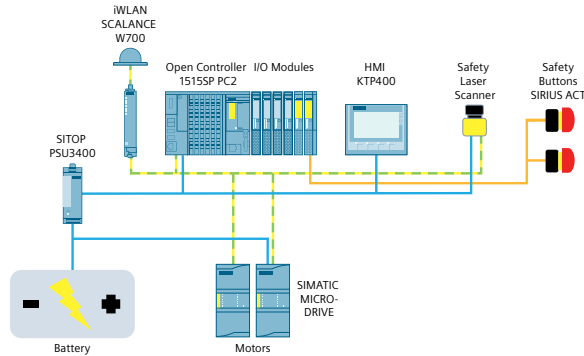 iWLAN
SCALANCE
W700
Open Controller
1515SP PC2
I/O Modules
HMI
KTP400
Safety
Laser
Scanner
Safety
Buttons
SIRIUS ACT
SITOP
PSU3400
SIMATIC
MICRO-
DRIVE
Battery
Motors